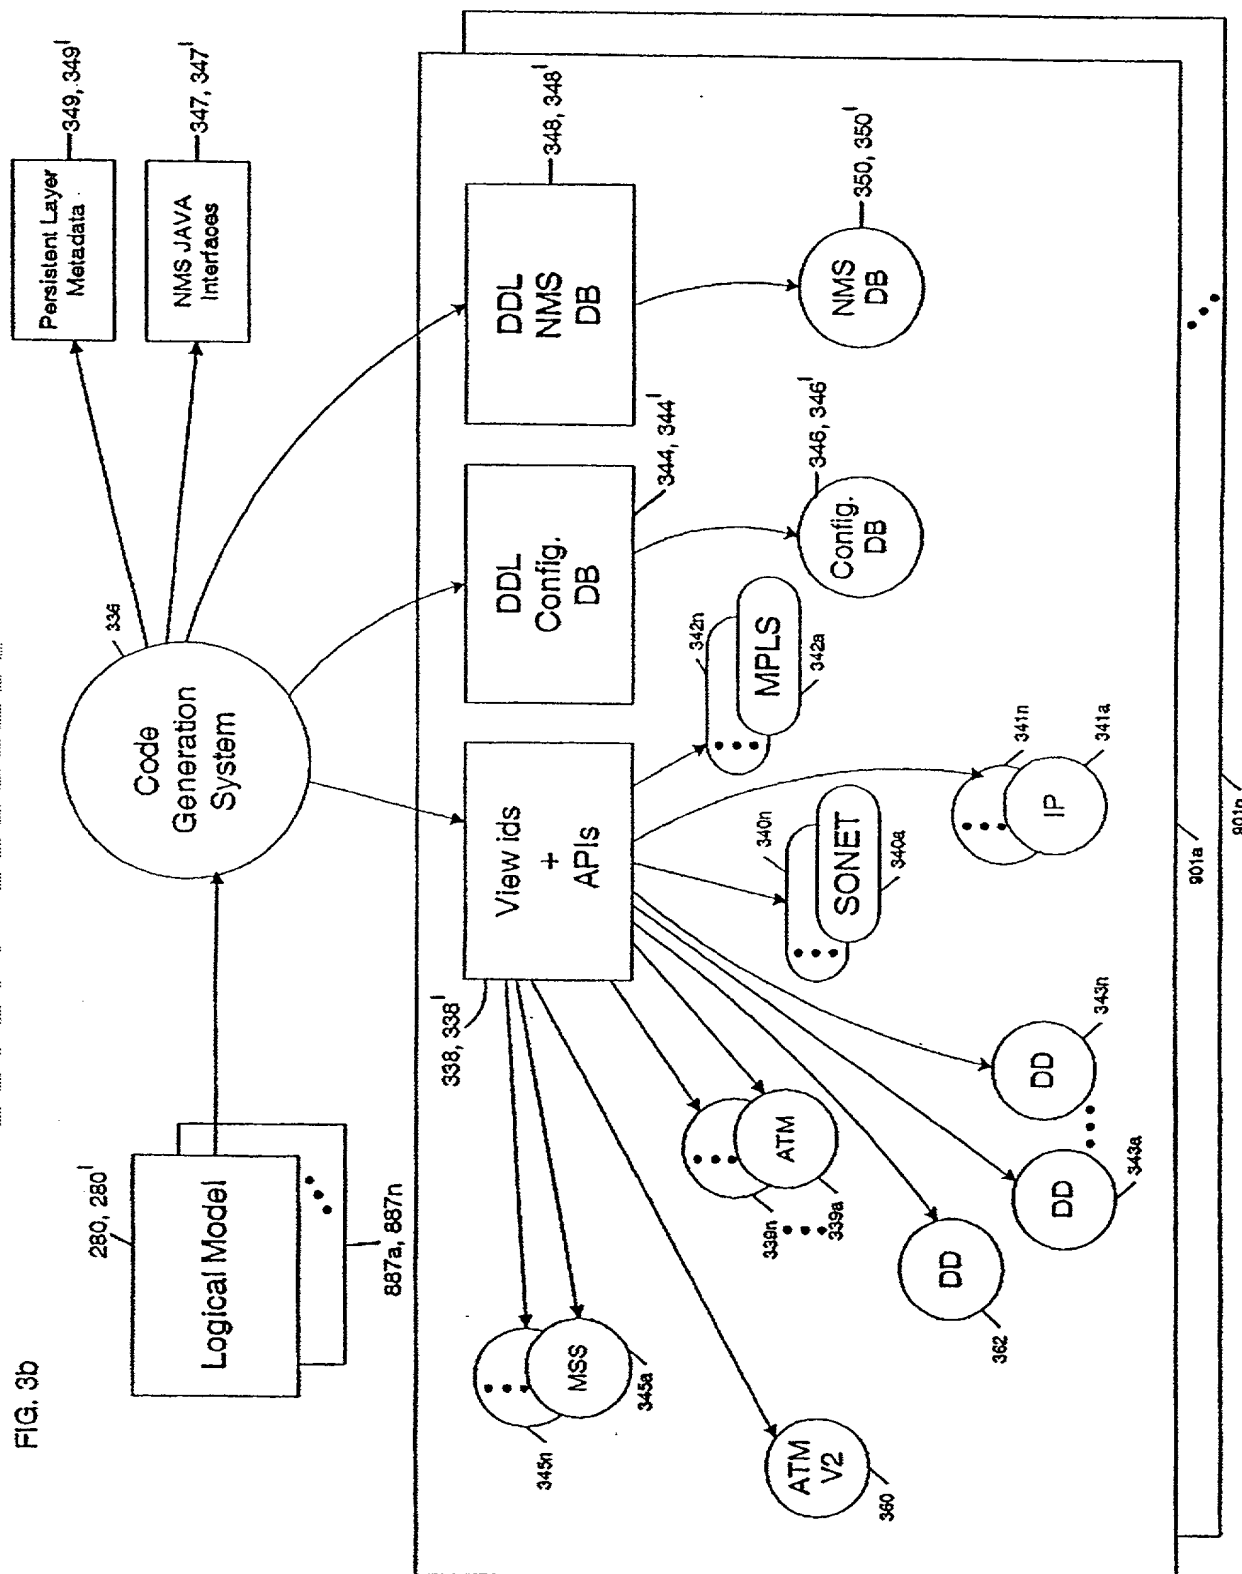 FIG. 3b
280, 280'
Logical Model
887a, 887n
336
Code
Generation
System
Persistent Layer
Metadata
349, 349'
NMS JAVA
Interfaces
347, 347'
338, 338'
View ids
+
APIs
DDL
Config.
DB
344, 344'
DDL
NMS
DB
348, 348'
345n
MSS
345a
ATM
V2
360
339n
339a
ATM
DD
362
DD
343a
DD
343n
340n
SONET
340a
341n
IP
341a
342n
MPLS
342a
Config.
DB
346, 346'
NMS
DB
350, 350'
901a
901n